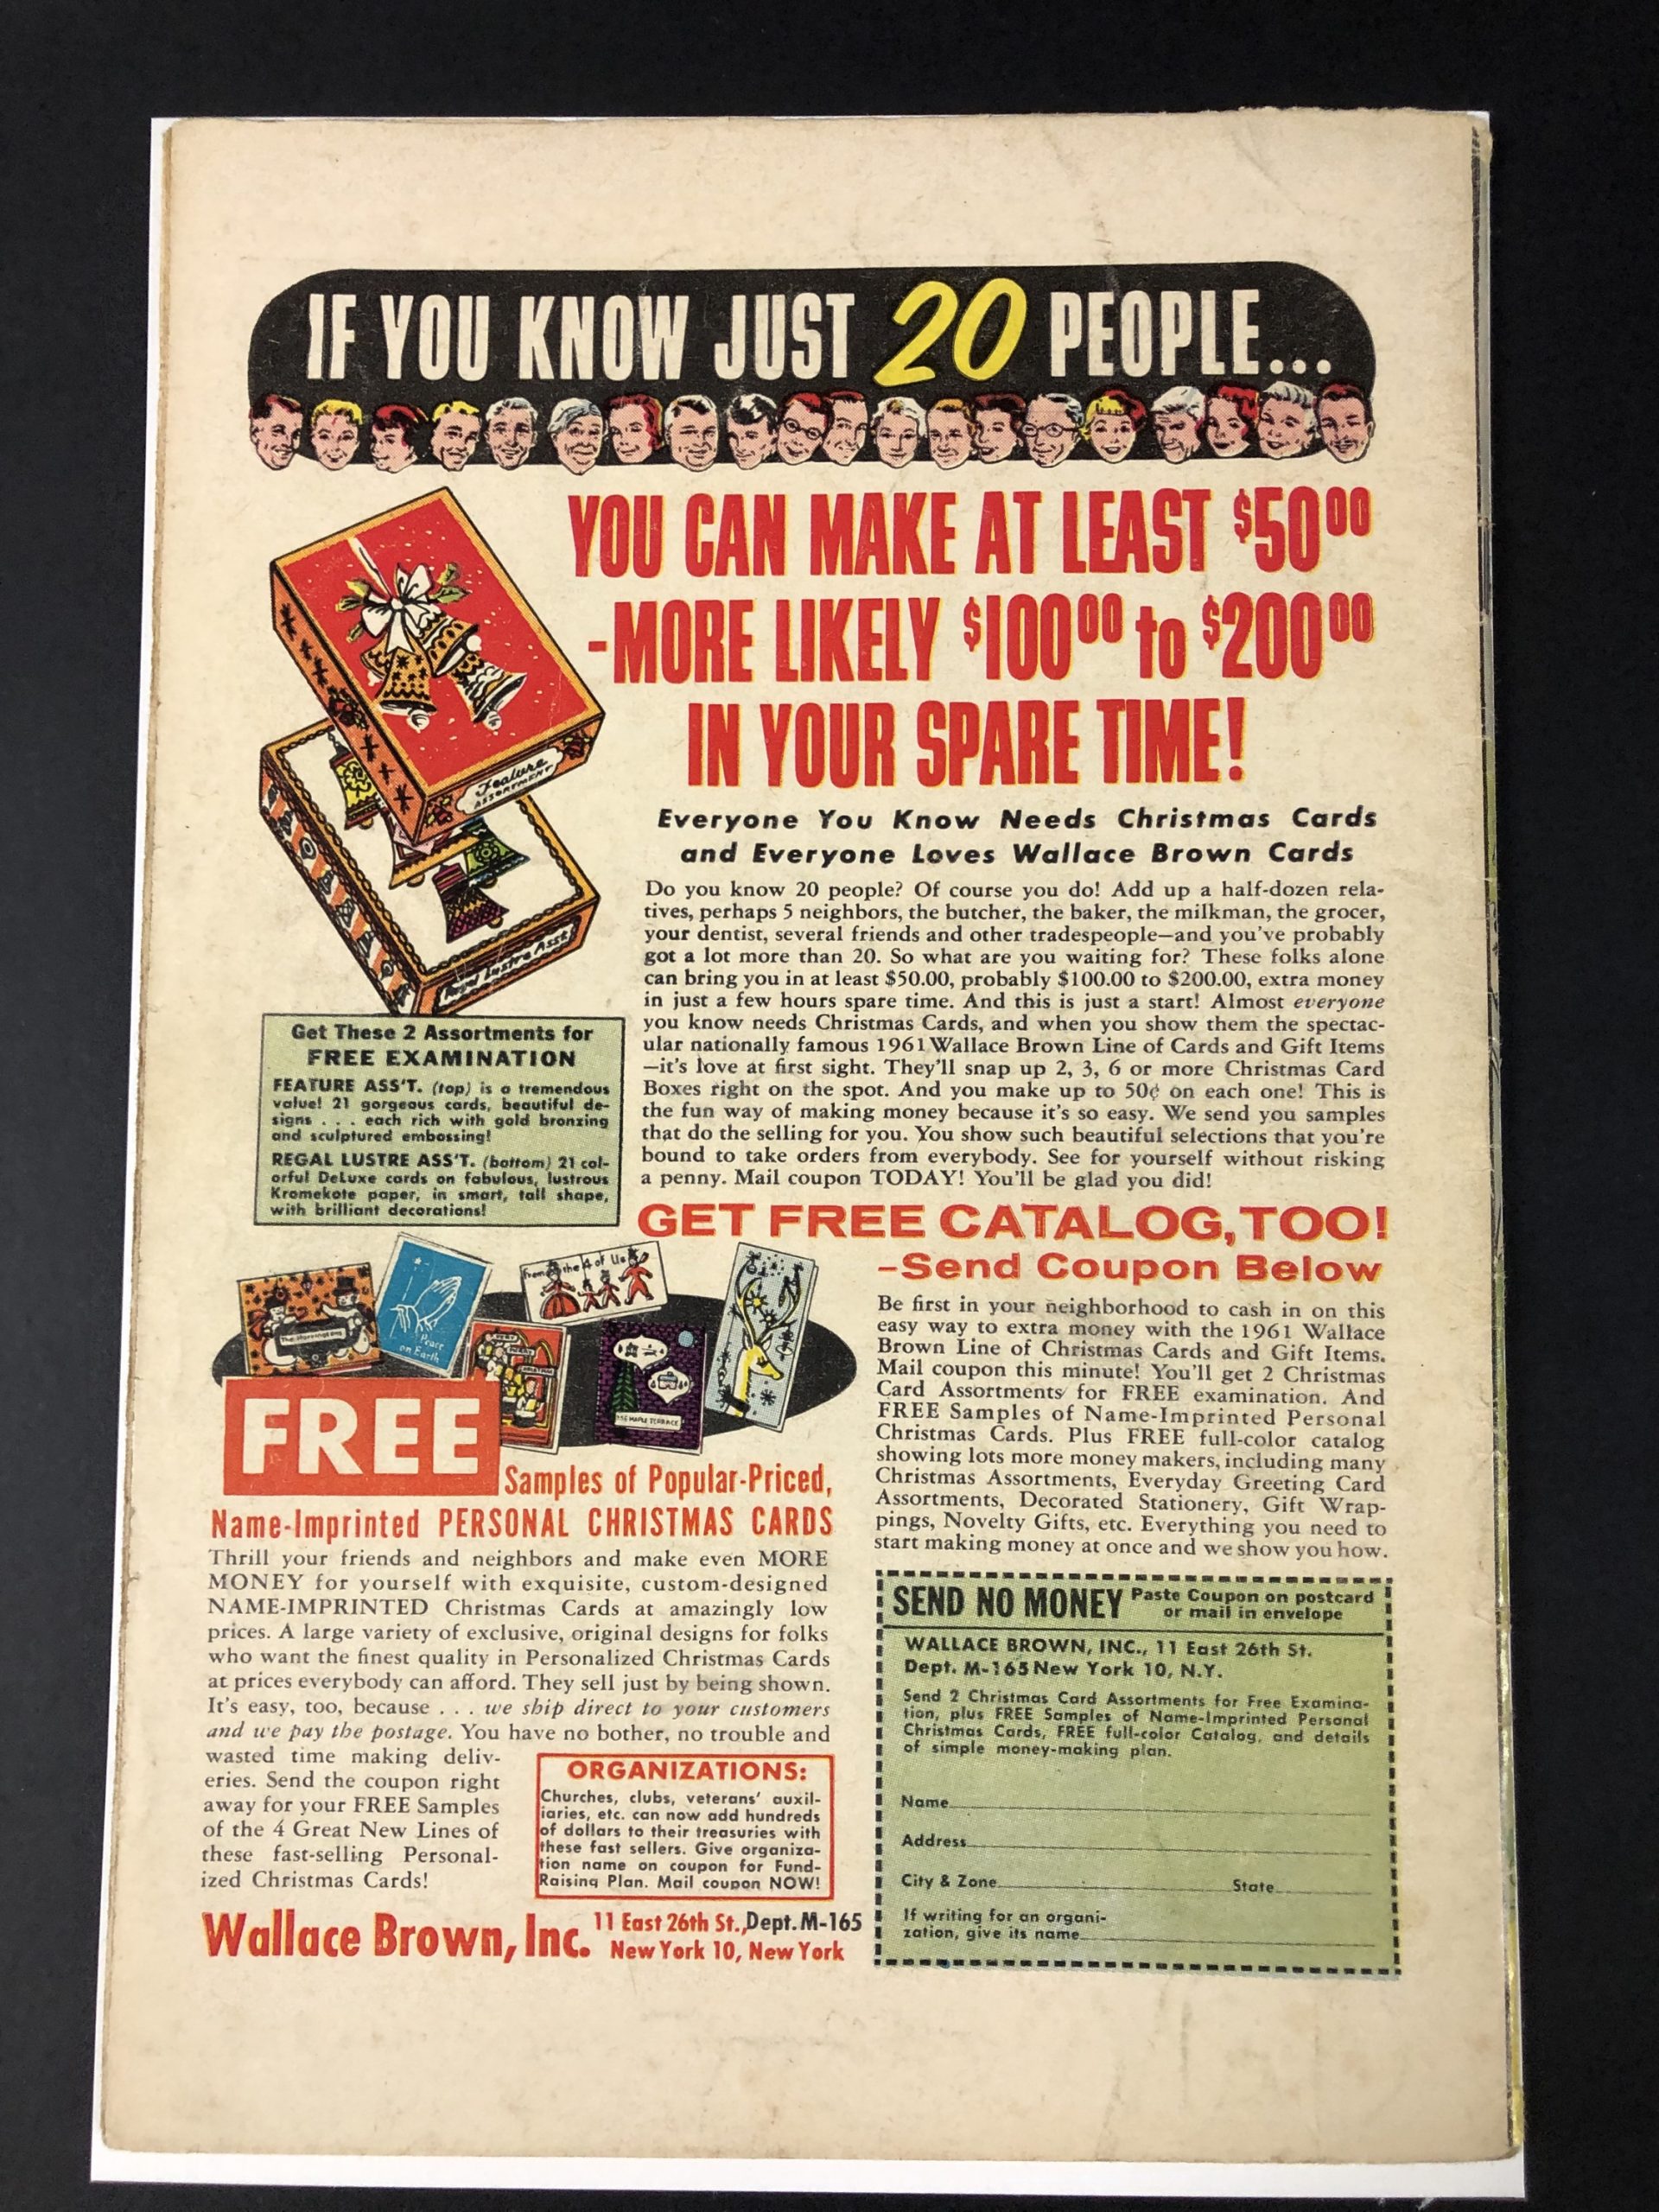 IF YOU KNOW JUST 20 PEOPLE...
YOU CAN MAKE AT LEAST $50 00
-MORE LIKELY $100 00 to $200 00
IN YOUR SPARE TIME!
Feature
ASSORTMENT
Regal Lustre Asst.
Everyone You Know Needs Christmas Cards
and Everyone Loves Wallace Brown Cards
Do you know 20 people? Of course you do! Add up a half-dozen rela-
tives, perhaps 5 neighbors, the butcher, the baker, the milkman, the grocer,
your dentist, several friends and other tradespeople—and you've probably
got a lot more than 20. So what are you waiting for? These folks alone
can bring you in at least $50.00, probably $100.00 to $200.00, extra money
in just a few hours spare time. And this is just a start! Almost everyone
you know needs Christmas Cards, and when you show them the spectac-
ular nationally famous 1961 Wallace Brown Line of Cards and Gift Items
—it's love at first sight. They'll snap up 2, 3, 6 or more Christmas Card
Boxes right on the spot. And you make up to 50¢ on each one! This is
the fun way of making money because it's so easy. We send you samples
that do the selling for you. You show such beautiful selections that you're
bound to take orders from everybody. See for yourself without risking
a penny. Mail coupon TODAY! You'll be glad you did!
Get These 2 Assortments for
FREE EXAMINATION
FEATURE ASS'T. (top) is a tremendous
value! 21 gorgeous cards, beautiful de-
signs . . . each rich with gold bronzing
and sculptured embossing!
REGAL LUSTRE ASS'T. (bottom) 21 col-
orful DeLuxe cards on fabulous, lustrous
Kromekote paper, in smart, tall shape,
with brilliant decorations!
GET FREE CATALOG, TOO!
–Send Coupon Below
Be first in your neighborhood to cash in on this
easy way to extra money with the 1961 Wallace
Brown Line of Christmas Cards and Gift Items.
Mail coupon this minute! You'll get 2 Christmas
Card Assortments for FREE examination. And
FREE Samples of Name-Imprinted Personal
Christmas Cards. Plus FREE full-color catalog
showing lots more money makers, including many
Christmas Assortments, Everyday Greeting Card
Assortments, Decorated Stationery, Gift Wrap-
pings, Novelty Gifts, etc. Everything you need to
start making money at once and we show you how.
Peace
on Earth
from the 4 of Us
VERY
MERRY
CHRISTMAS
MAPLE TERRACE
FREE
Samples of Popular-Priced,
Name-Imprinted PERSONAL CHRISTMAS CARDS
Thrill your friends and neighbors and make even MORE
MONEY for yourself with exquisite, custom-designed
NAME-IMPRINTED Christmas Cards at amazingly low
prices. A large variety of exclusive, original designs for folks
who want the finest quality in Personalized Christmas Cards
at prices everybody can afford. They sell just by being shown.
It's easy, too, because . . . we ship direct to your customers
and we pay the postage. You have no bother, no trouble and
wasted time making deliv-
eries. Send the coupon right
away for your FREE Samples
of the 4 Great New Lines of
these fast-selling Personal-
ized Christmas Cards!
ORGANIZATIONS:
Churches, clubs, veterans' auxil-
iaries, etc. can now add hundreds
of dollars to their treasuries with
these fast sellers. Give organiza-
tion name on coupon for Fund-
Raising Plan. Mail coupon NOW!
Wallace Brown, Inc. 11 East 26th St., Dept. M-165
New York 10, New York
SEND NO MONEY Paste Coupon on postcard
or mail in envelope
WALLACE BROWN, INC., 11 East 26th St.
Dept. M-165 New York 10, N.Y.
Send 2 Christmas Card Assortments for Free Examina-
tion, plus FREE Samples of Name-Imprinted Personal
Christmas Cards, FREE full-color Catalog, and details
of simple money-making plan.
Name
Address
City & Zone State
If writing for an organi-
zation, give its name